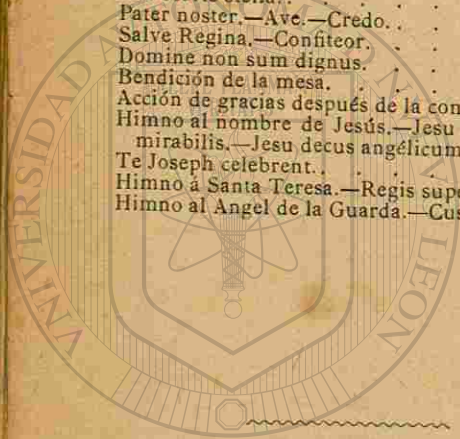 Pater noster.—Ave.—Credo. . .
Salve Regina.—Confiteor. . .
Domine non sum dignus. .
Bendición de la mesa. . . .
Acción de gracias después de la com
Himno al nombre de Jesús.—Jesu
mirabilis.—Jesu decus angélicum
Te Joseph celebrent. . . . .
Himno á Santa Teresa.—Regis supe
Himno al Angel de la Guarda.—Cus